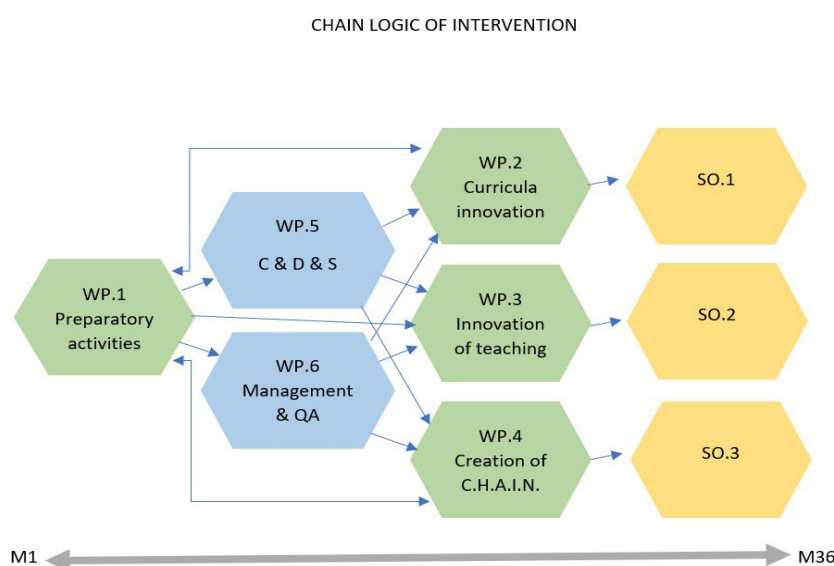 CHAIN LOGIC OF INTERVENTION
WP.1
Preparatory
activities
WP.5
C & D & S
WP.6
Management
& QA
WP.2
Curricula
innovation
WP.3
Innovation
of teaching
WP.4
Creation of
C.H.A.I.N.
SO.1
SO.2
SO.3
M1
M36